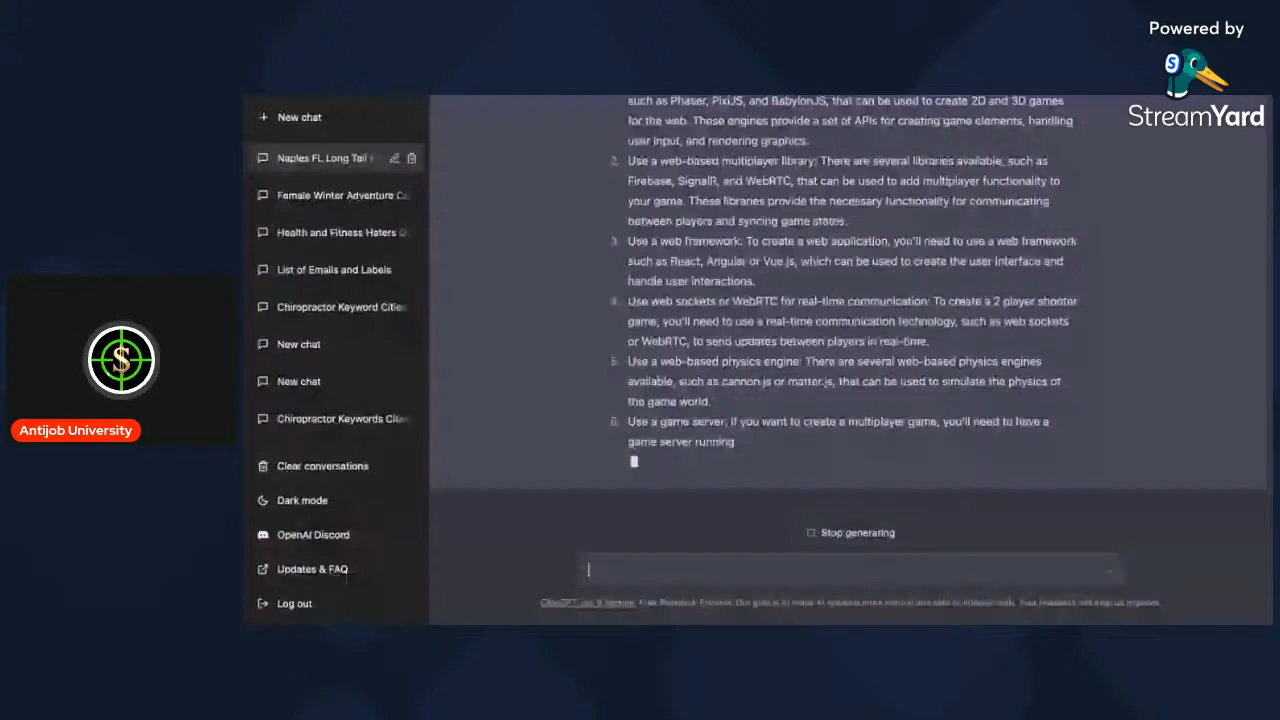 Powered by
StreamYard
S
Antijob University
$
+ New chat
Naples FL Long Tail
Female Winter Adventure Ca
Health and Fitness Haters
List of Emails and Labels
Chiropractor Keyword Cities
New chat
New chat
Chiropractor Keywords
Clear conversations
Dark mode
OpenAI Discord
Updates & FAQ
Log out
such as Phaser, PixiJS, and BabylonJS, that can be used to create 2D and 3D games
for the web. These engines provide a set of APIs for creating game elements, handling
user input, and rendering graphics.
2. Use a web-based multiplayer library: There are several libraries available, such as
Firebase, SignalR, and WebRTC, that can be used to add multiplayer functionality to
your game. These libraries provide the necessary functionality for communicating
between players and syncing game states.
3. Use a web framework: To create a web application, you'll need to use a web framework
such as React, Angular or Vue.js, which can be used to create the user interface and
handle user interactions.
4. Use web sockets or WebRTC for real-time communication: To create a 2 player shooter
game, you'll need to use a real-time communication technology, such as web sockets
or WebRTC, to send updates between players in real-time.
5. Use a web-based physics engine: There are several web-based physics engines
available, such as cannon.js or matter.js, that can be used to simulate the physics of
the game world.
6. Use a game server: If you want to create a multiplayer game, you'll need to have a
game server running
Stop generating
Free Research Preview.